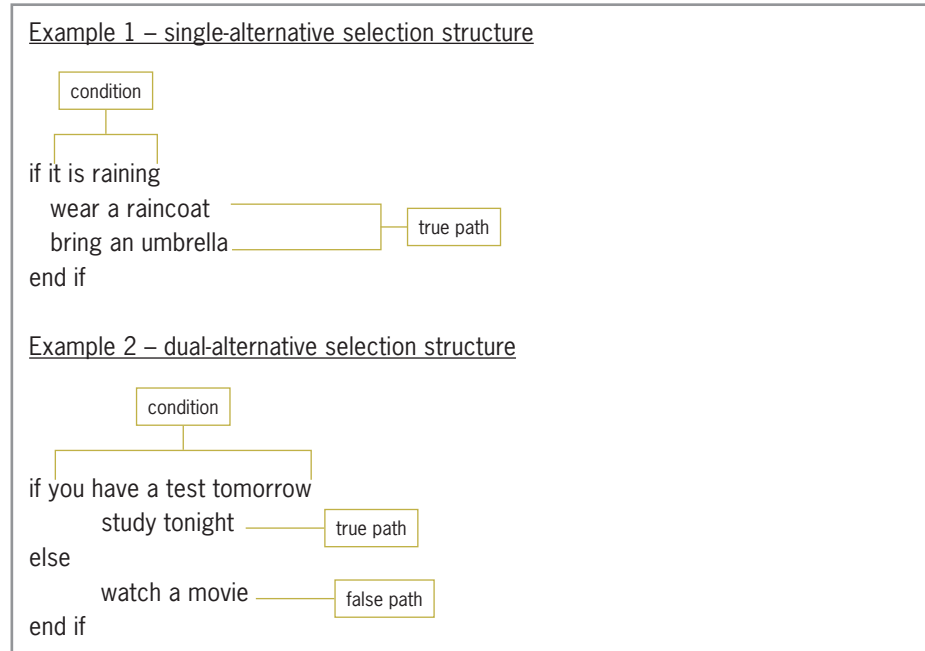 Example 1 – single-alternative selection structure
condition
if it is raining
wear a raincoat
true path
bring an umbrella
end if
Example 2 – dual-alternative selection structure
condition
if you have a test tomorrow
study tonight true path
else
watch a movie false path
end if